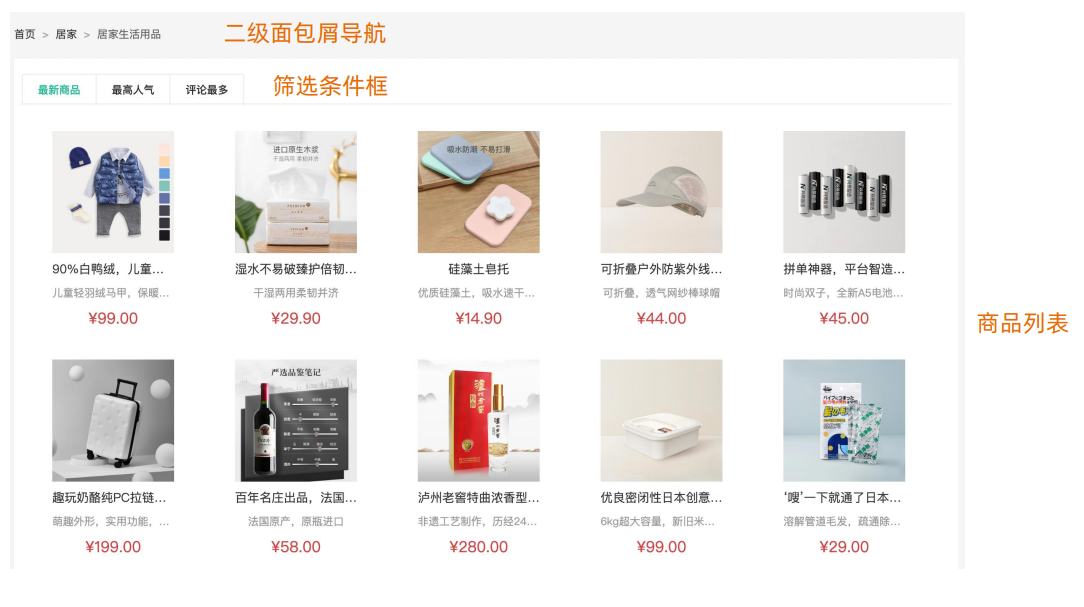 首页 > 居家 > 居家生活用品
二级面包屑导航
最新商品 最高人气 评论最多
筛选条件框
进口原生木浆
干湿两用 柔韧并济
吸水防潮 不易打滑
90%白鸭绒，儿童...
湿水不易破臻护倍韧...
硅藻土皂托
可折叠户外防紫外线...
拼单神器，平台智造...
儿童轻羽绒马甲，保暖...
干湿两用柔韧并济
优质硅藻土，吸水速干...
可折叠，透气网纱棒球帽
时尚双子，全新A5电池...
¥99.00
¥29.90
¥14.90
¥44.00
¥45.00
商品列表
严选品鉴笔记
泸州老窖
趣玩奶酪纯PC拉链...
百年名庄出品，法国...
泸州老窖特曲浓香型...
优良密闭性日本创意...
‘嗖’一下就通了日本...
萌趣外形，实用功能，...
法国原产，原瓶进口
非遗工艺制作，历经24...
6kg超大容量，新旧米...
溶解管道毛发，疏通除...
¥199.00
¥58.00
¥280.00
¥99.00
¥29.00